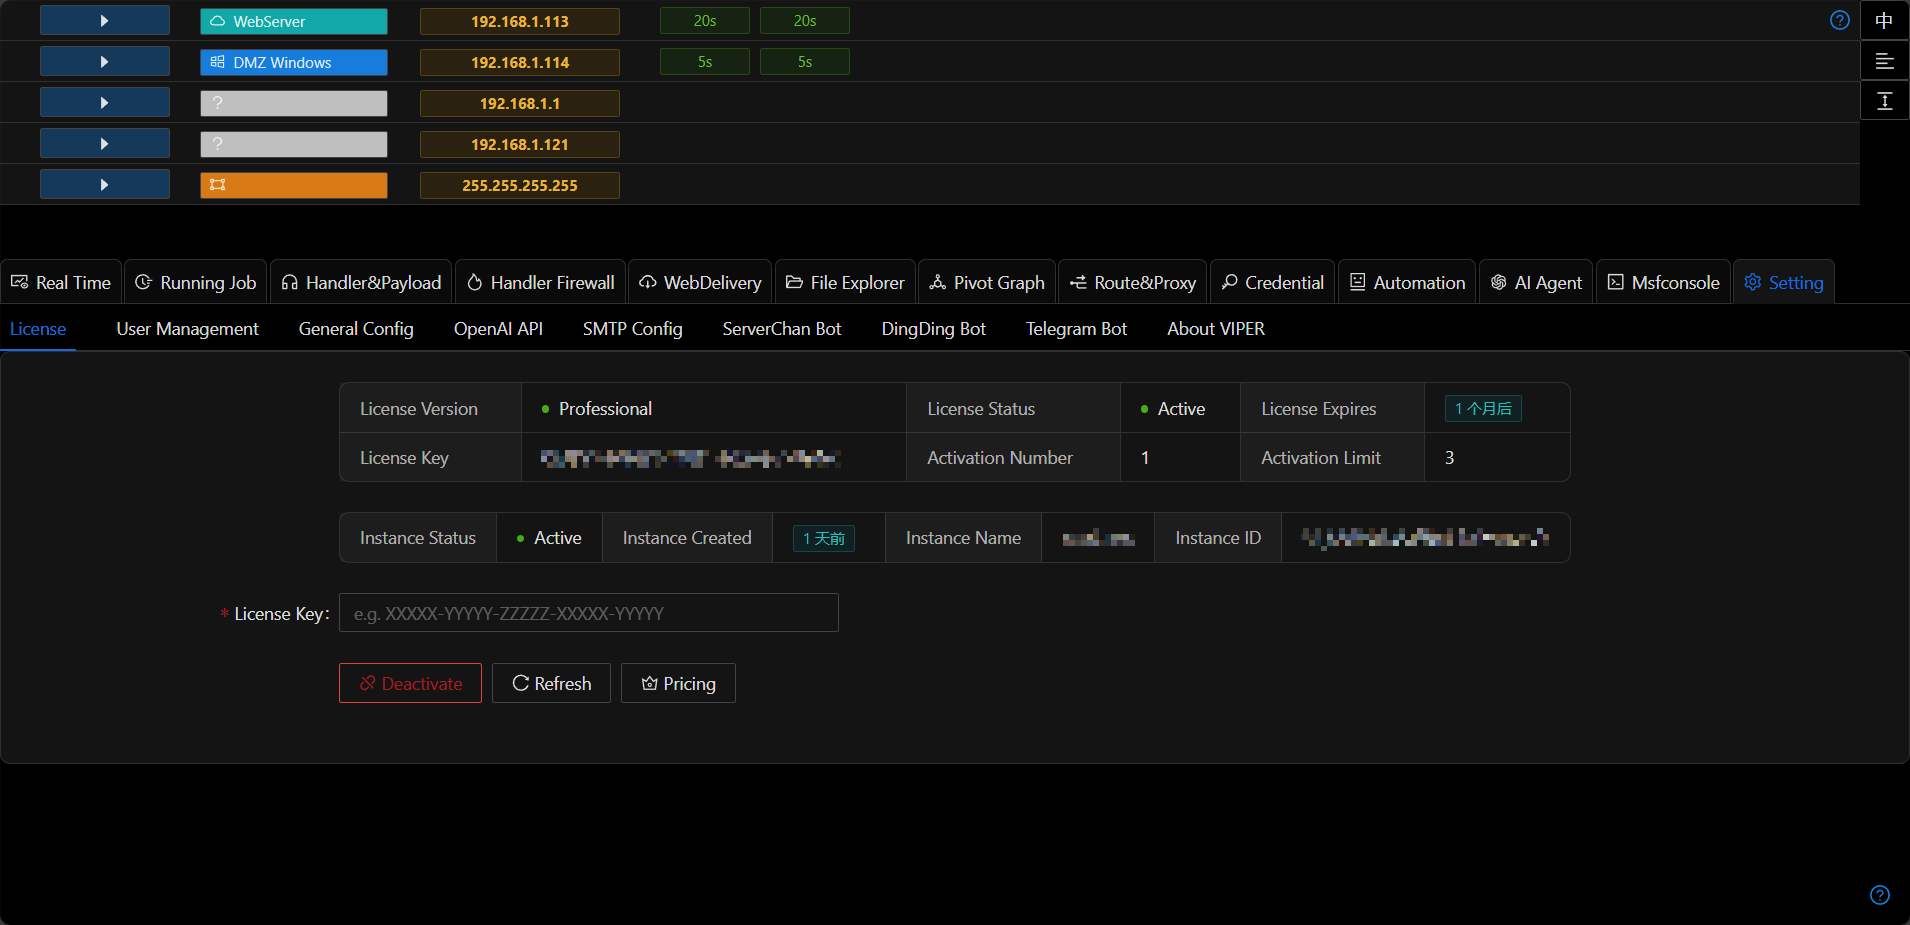 WebServer 192.168.1.113 20s 20s
中
DMZ Windows 192.168.1.114 5s 5s
? 192.168.1.1
? 192.168.1.121
255.255.255.255
Real Time Running Job Handler&Payload Handler Firewall WebDelivery File Explorer Pivot Graph Route&Proxy Credential Automation AI Agent Msfconsole Setting
License User Management General Config OpenAI API SMTP Config ServerChan Bot DingDing Bot Telegram Bot About VIPER
License Version Professional License Status Active License Expires 1 个月后
License Key Activation Number 1 Activation Limit 3
Instance Status Active Instance Created 1 天前 Instance Name Instance ID
* License Key: e.g. XXXXX-YYYYY-ZZZZZ-XXXXX-YYYYY
Deactivate Refresh Pricing